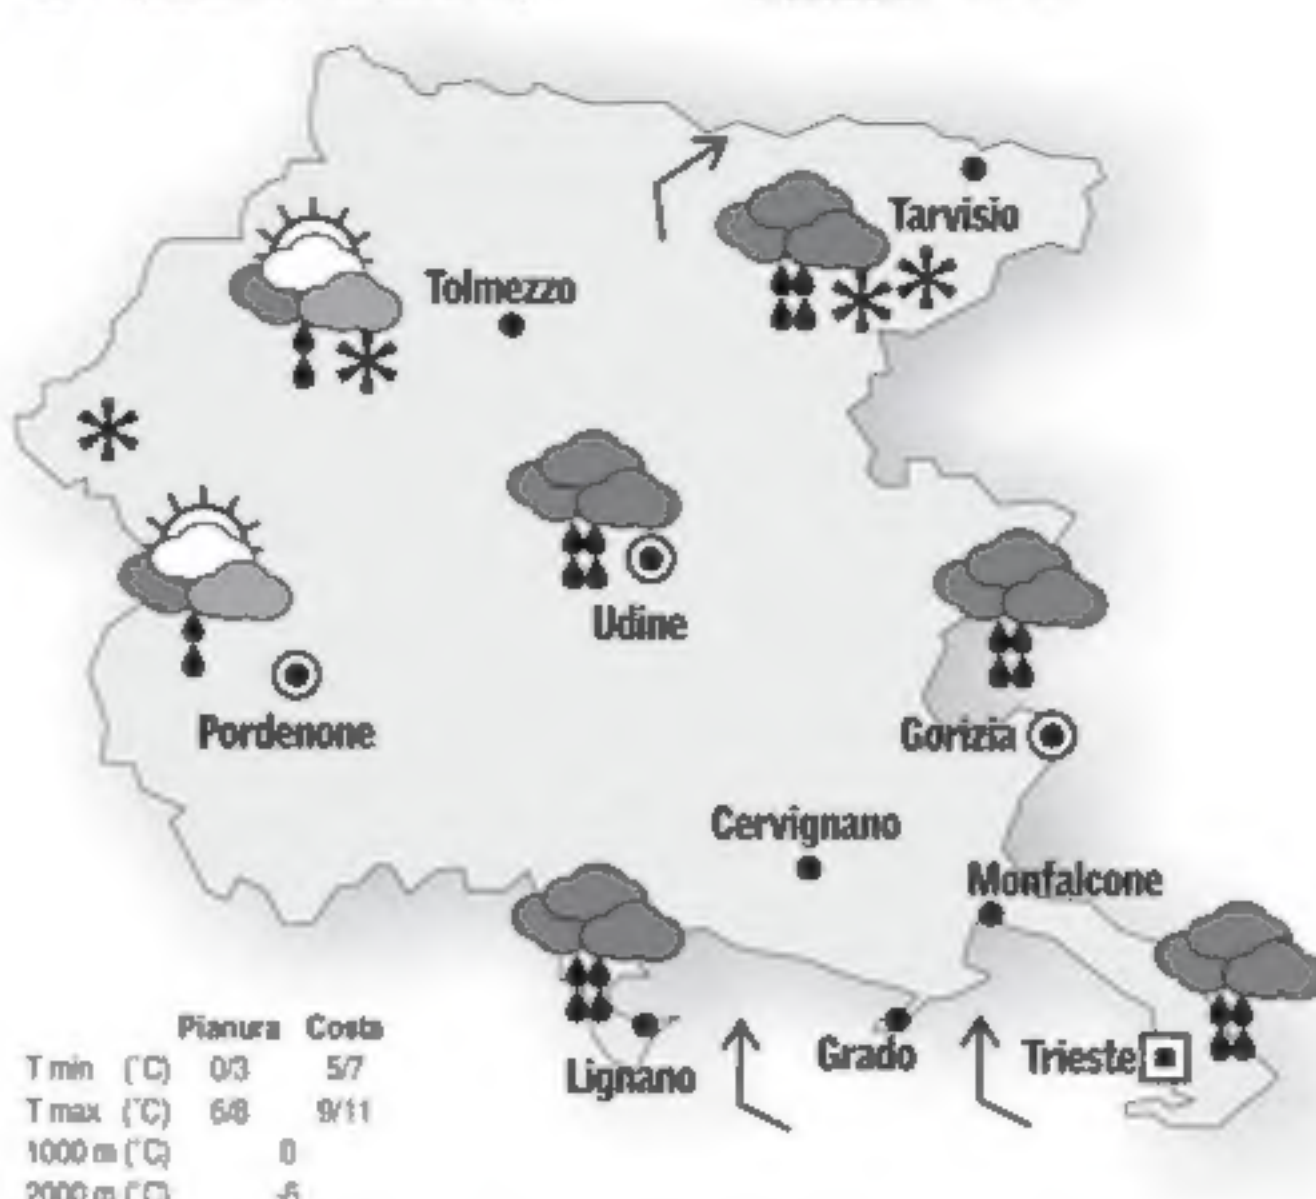 Tarvisio
Tolmezzo
Udine
Pordenone
Gorizia
Cervignano
Monfalcone
Grado
Trieste
Lignano
Pianura Costa
T min (°C) 0/3 5/7
T max (°C) 6/8 9/11
1000 m (°C) 0
2000 m (°C) -6